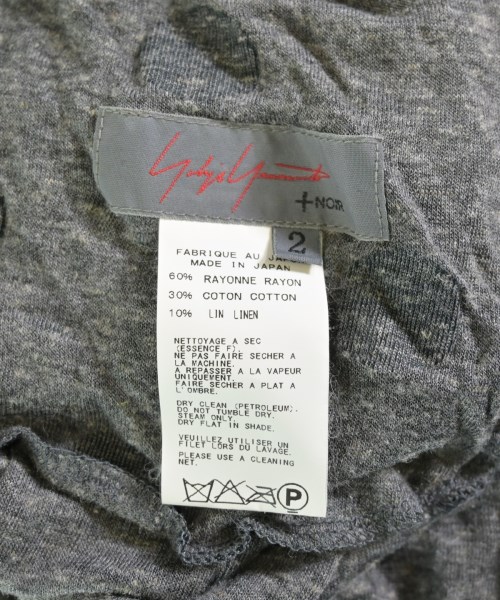 Yohji Yamamoto
+NOIR
2
FABRIQUE AU JAPON
MADE IN JAPAN
60% RAYONNE RAYON
30% COTON COTTON
10% LIN LINEN
NETTOYAGE A SEC
(ESSENCE F).
NE PAS FAIRE SECHER A
LA MACHINE.
A REPASSER A LA VAPEUR
UNIQUEMENT.
FAIRE SECHER A PLAT A
L'OMBRE.
DRY CLEAN (PETROLEUM).
DO NOT TUMBLE DRY.
STEAM ONLY.
DRY FLAT IN SHADE.
VEUILLEZ UTILISER UN
FILET LORS DU LAVAGE.
PLEASE USE A CLEANING
NET.
A P